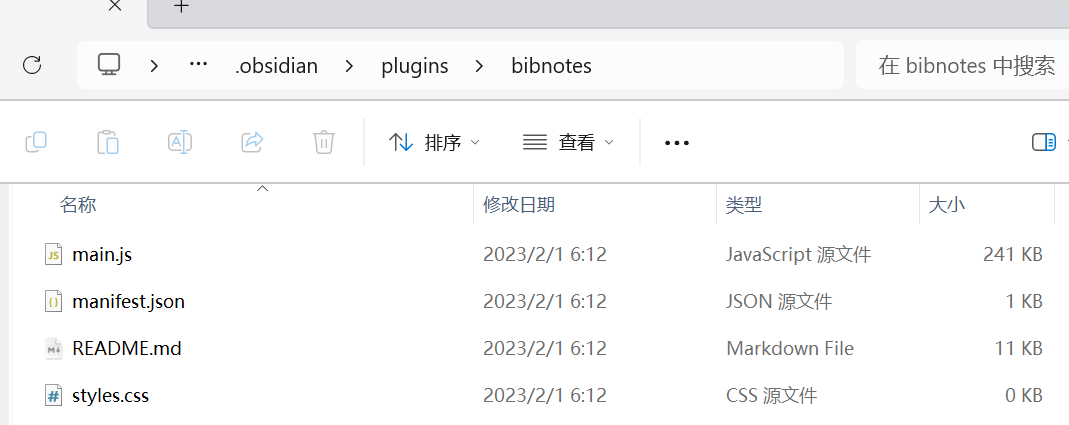 .obsidian plugins bibnotes 在 bibnotes 中搜索
排序 查看
名称 修改日期 类型 大小
main.js 2023/2/1 6:12 JavaScript 源文件 241 KB
manifest.json 2023/2/1 6:12 JSON 源文件 1 KB
README.md 2023/2/1 6:12 Markdown File 11 KB
styles.css 2023/2/1 6:12 CSS 源文件 0 KB